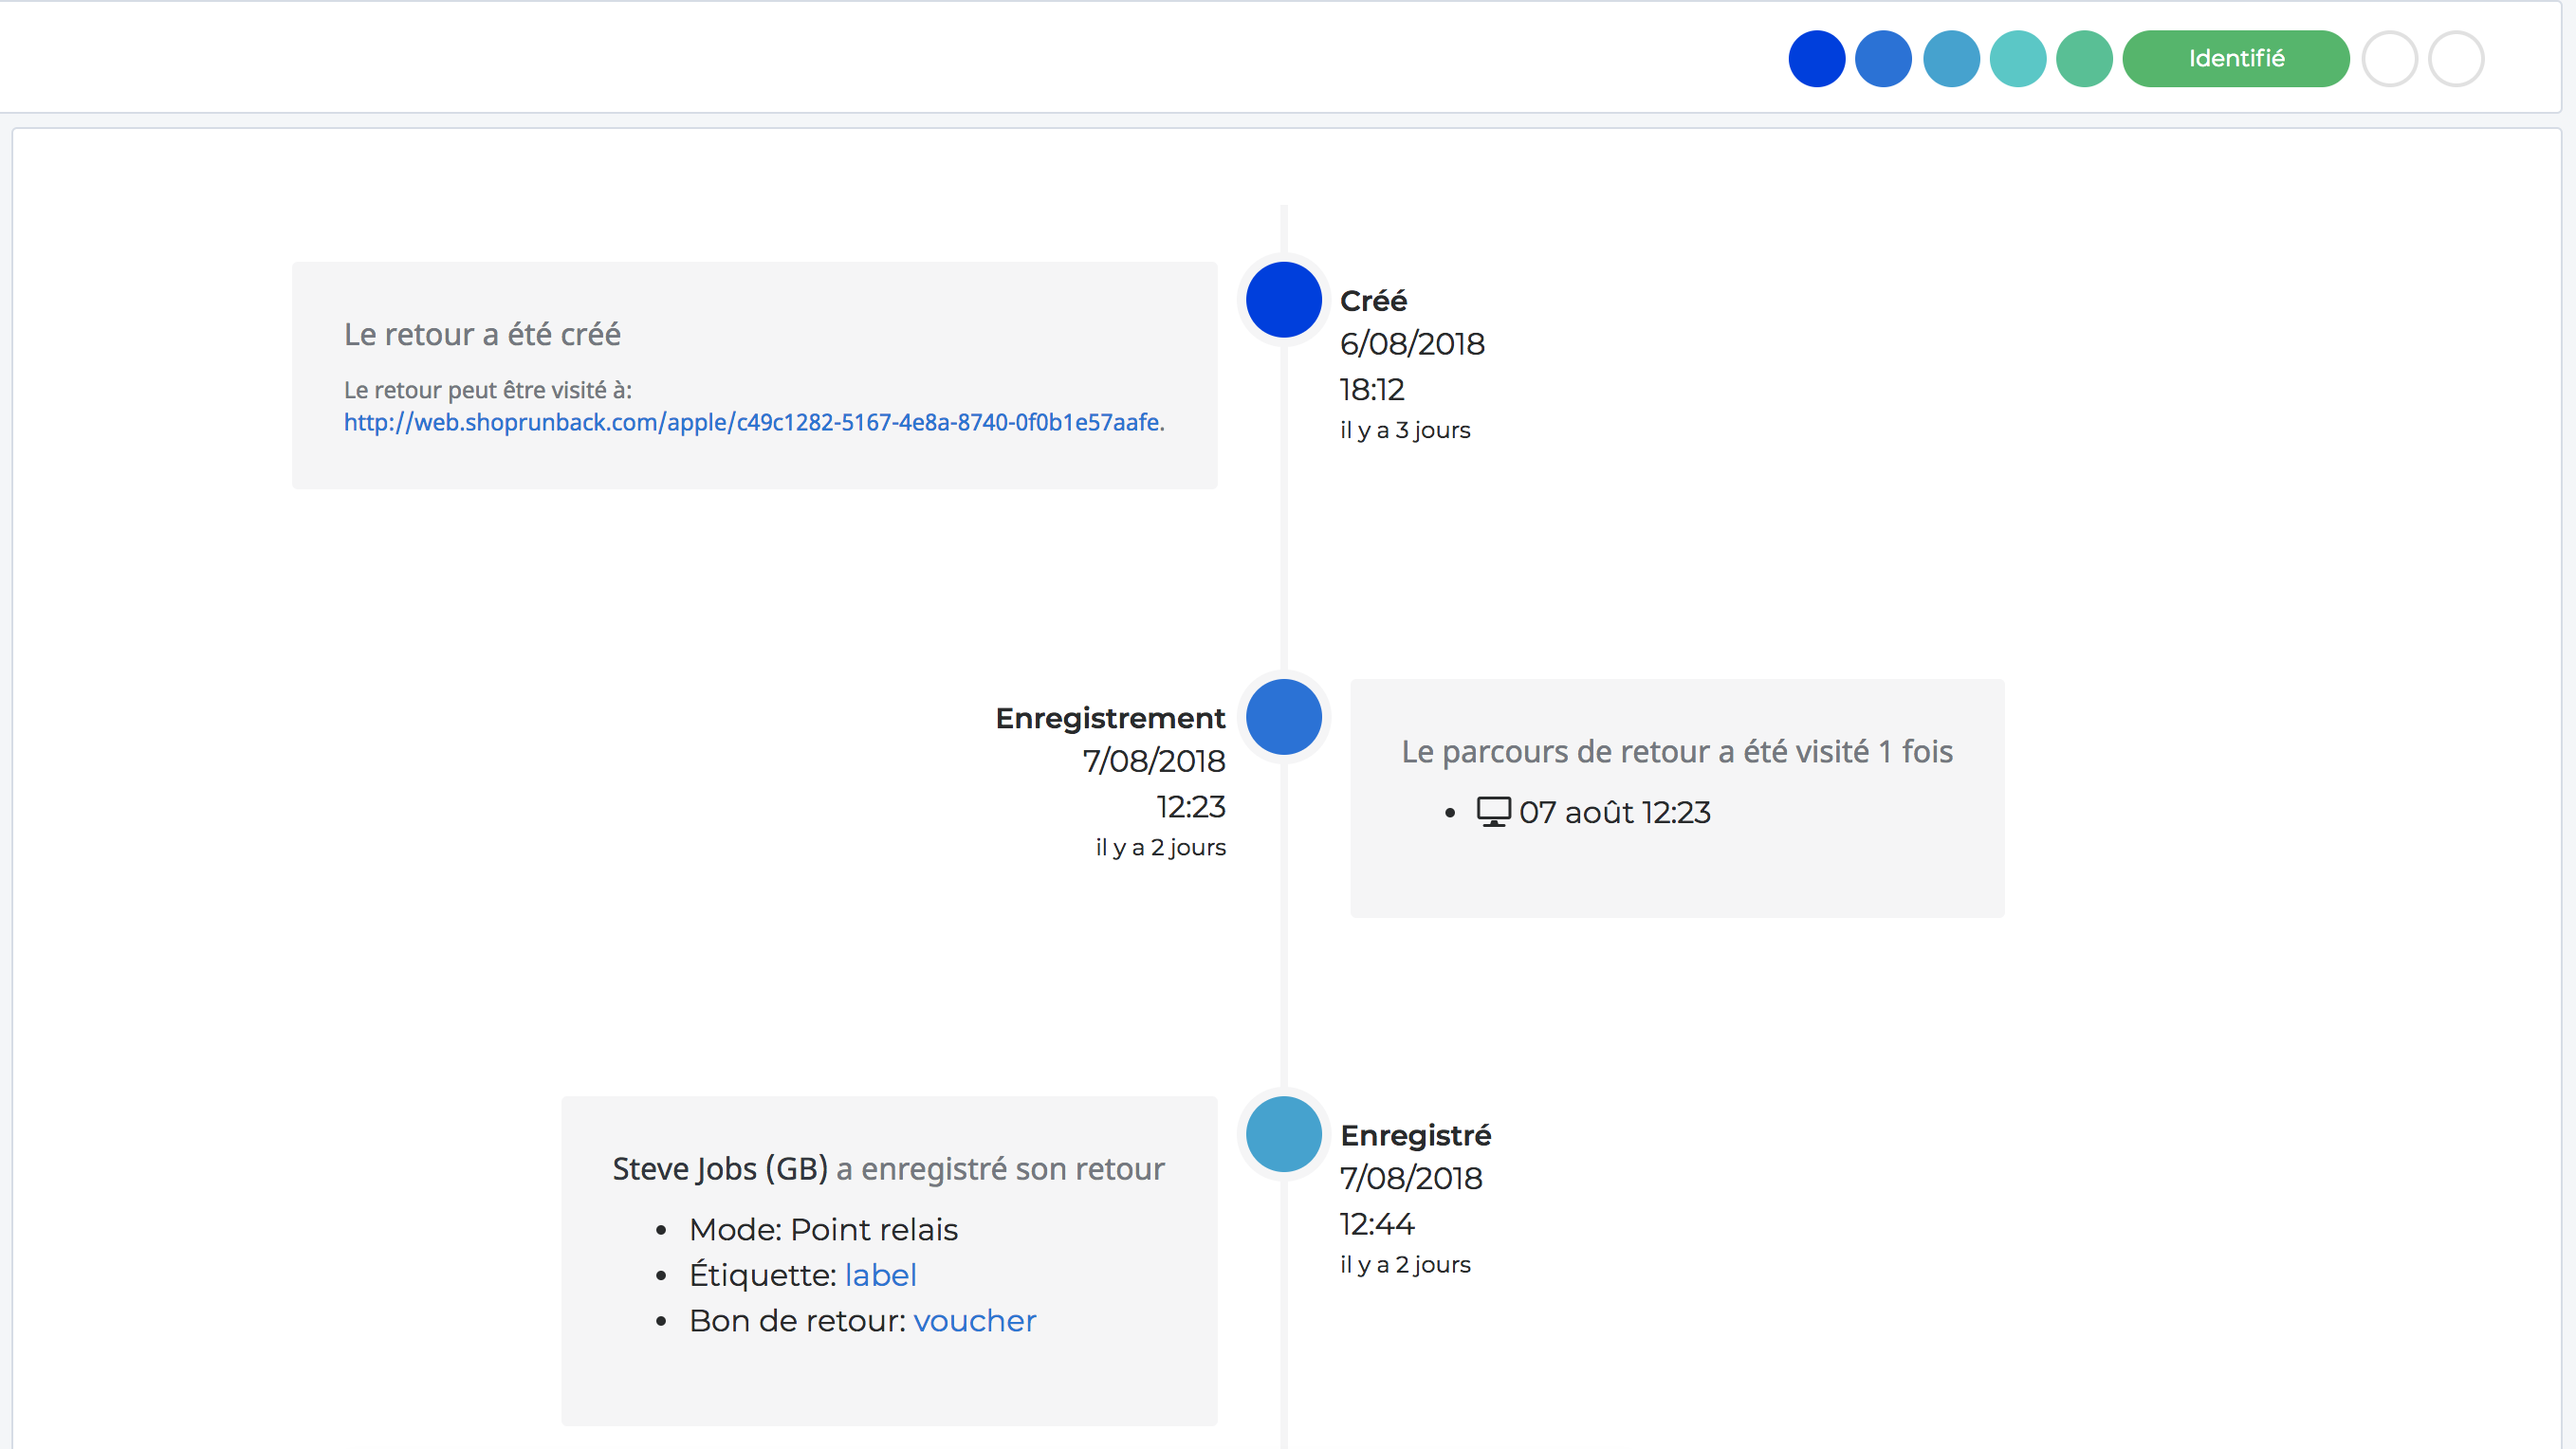 Identifié
Le retour a été créé
Le retour peut être visité à:
http://web.shoprunback.com/apple/c49c1282-5167-4e8a-8740-0f0b1e57aafe.
Créé
6/08/2018
18:12
il y a 3 jours
Enregistrement
7/08/2018
12:23
il y a 2 jours
Le parcours de retour a été visité 1 fois
• 07 août 12:23
Steve Jobs (GB) a enregistré son retour
• Mode: Point relais
• Étiquette: label
• Bon de retour: voucher
Enregistré
7/08/2018
12:44
il y a 2 jours